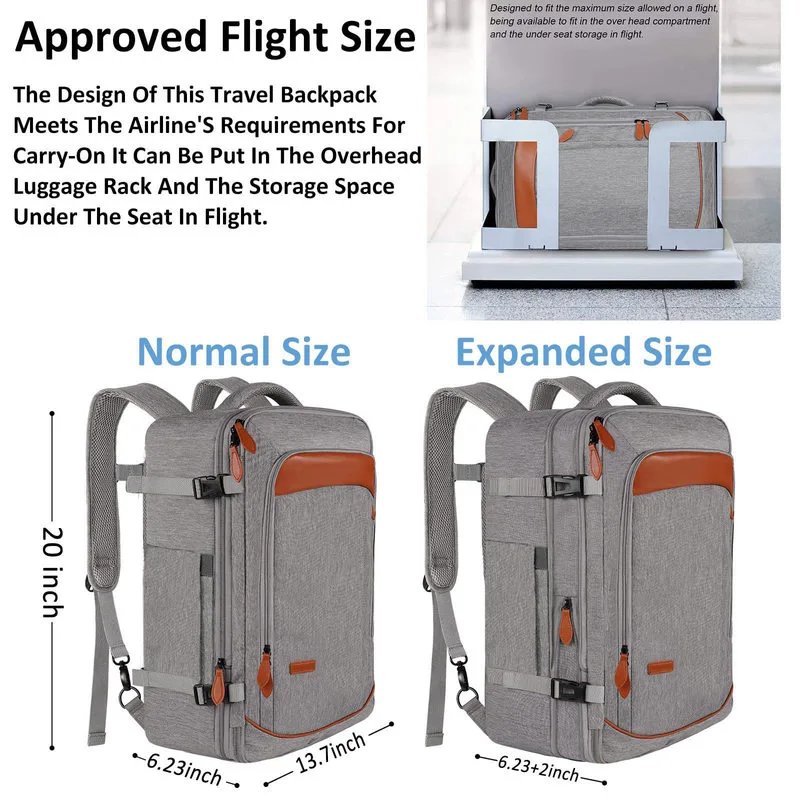 Approved Flight Size
The Design Of This Travel Backpack
Meets The Airline'S Requirements For
Carry-On It Can Be Put In The Overhead
Luggage Rack And The Storage Space
Under The Seat In Flight.
Designed to fit the maximum size allowed on a flight,
being available to fit in the over head compartment
and the under seat storage in flight.
Normal Size
Expanded Size
20 inch
6.23inch
13.7inch
6.23+2inch